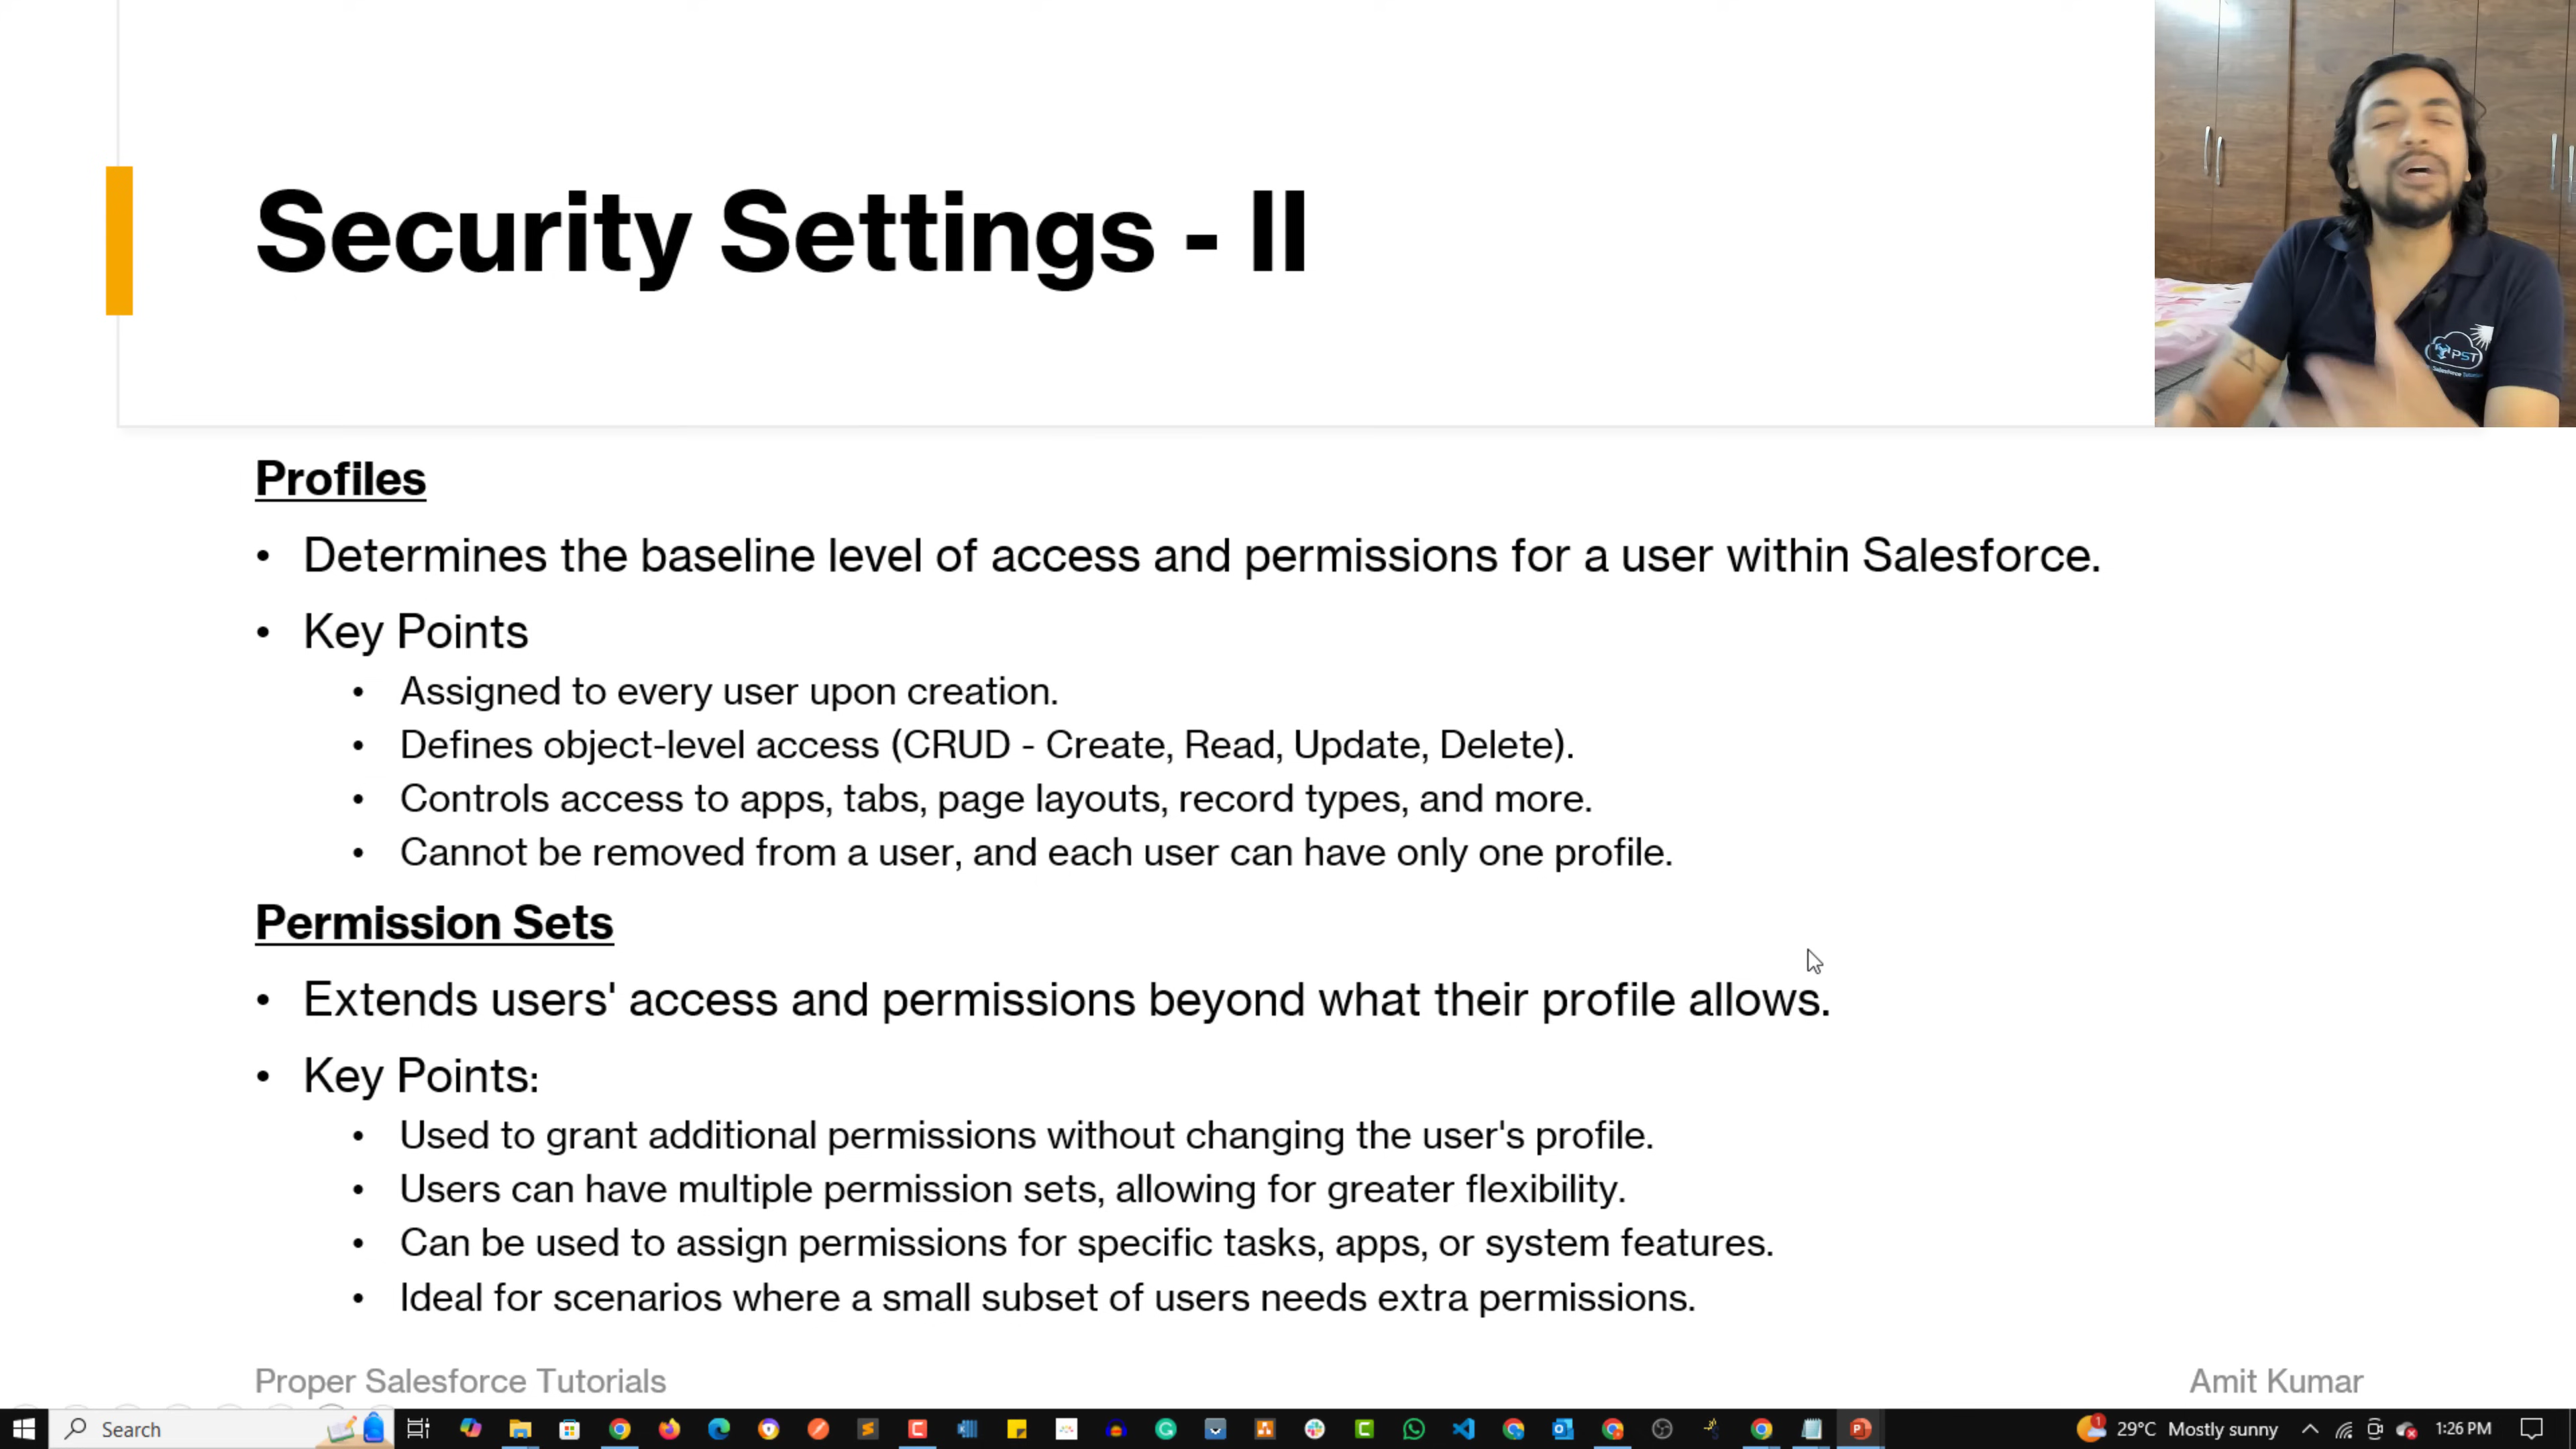 Security Settings - II
PST
Profiles
• Determines the baseline level of access and permissions for a user within Salesforce.
• Key Points
• Assigned to every user upon creation.
• Defines object-level access (CRUD - Create, Read, Update, Delete).
• Controls access to apps, tabs, page layouts, record types, and more.
• Cannot be removed from a user, and each user can have only one profile.
Permission Sets
• Extends users' access and permissions beyond what their profile allows.
• Key Points:
• Used to grant additional permissions without changing the user's profile.
• Users can have multiple permission sets, allowing for greater flexibility.
• Can be used to assign permissions for specific tasks, apps, or system features.
• Ideal for scenarios where a small subset of users needs extra permissions.
Proper Salesforce Tutorials
Amit Kumar
Search
1
29°C Mostly sunny
1:26 PM